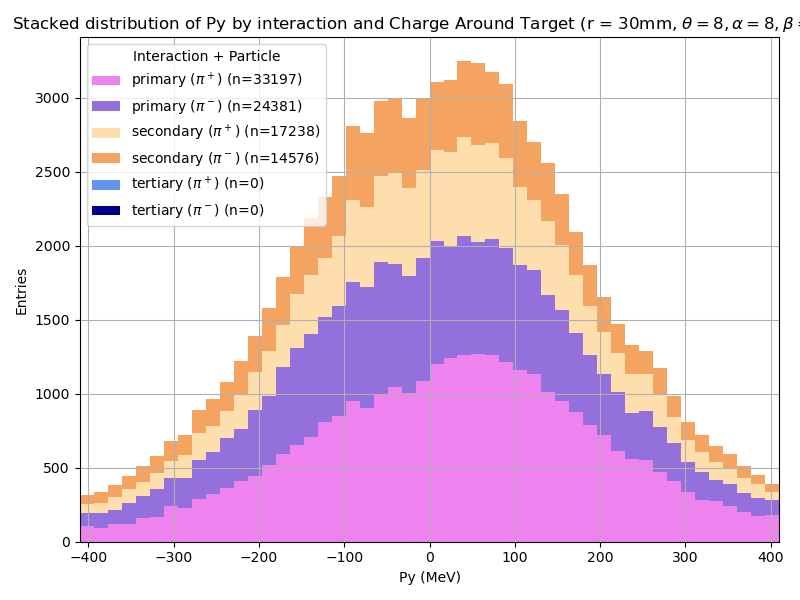 Stacked distribution of Py by interaction and Charge Around Target (r = 30mm, θ = 8, α = 8, β =
Interaction + Particle
primary (π⁺) (n=33197)
primary (π⁻) (n=24381)
secondary (π⁺) (n=17238)
secondary (π⁻) (n=14576)
tertiary (π⁺) (n=0)
tertiary (π⁻) (n=0)
Entries
3000
2500
2000
1500
1000
500
0
−400 −300 −200 −100 0 100 200 300 400
Py (MeV)